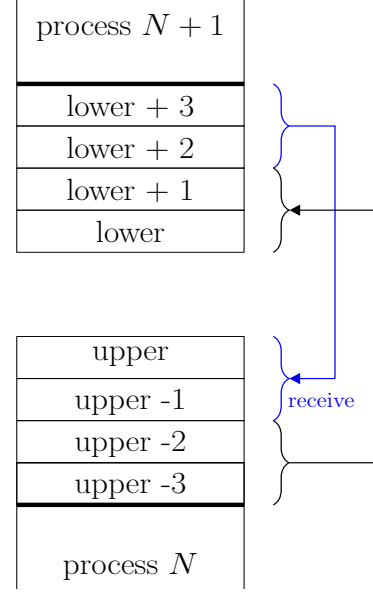 process N + 1
lower + 3
lower + 2
lower + 1
lower
upper
upper -1
receive
upper -2
upper -3
process N